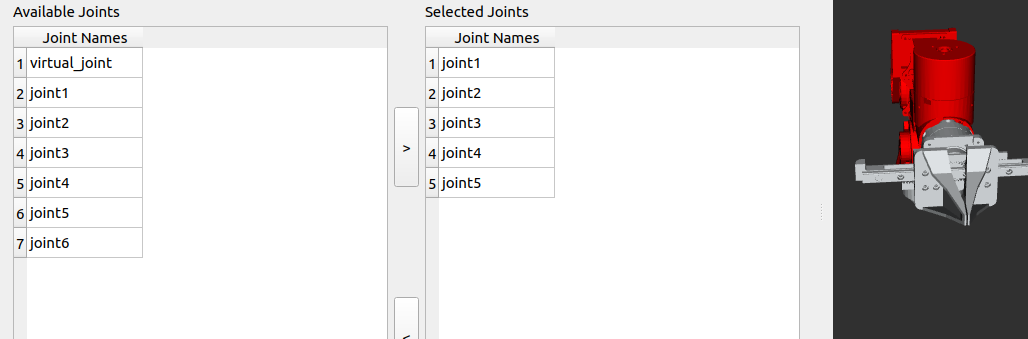 Available Joints
Joint Names
1 virtual_joint
2 joint1
3 joint2
4 joint3
5 joint4
6 joint5
7 joint6
>
<
Selected Joints
Joint Names
1 joint1
2 joint2
3 joint3
4 joint4
5 joint5